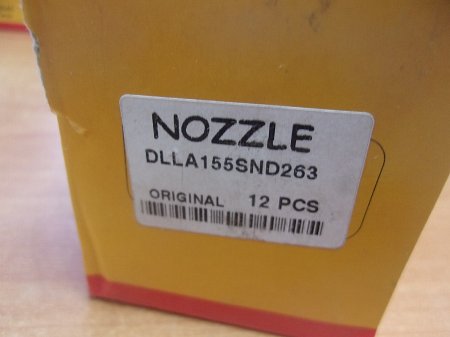 NOZZLE
DLLA155SND263
ORIGINAL 12 PCS